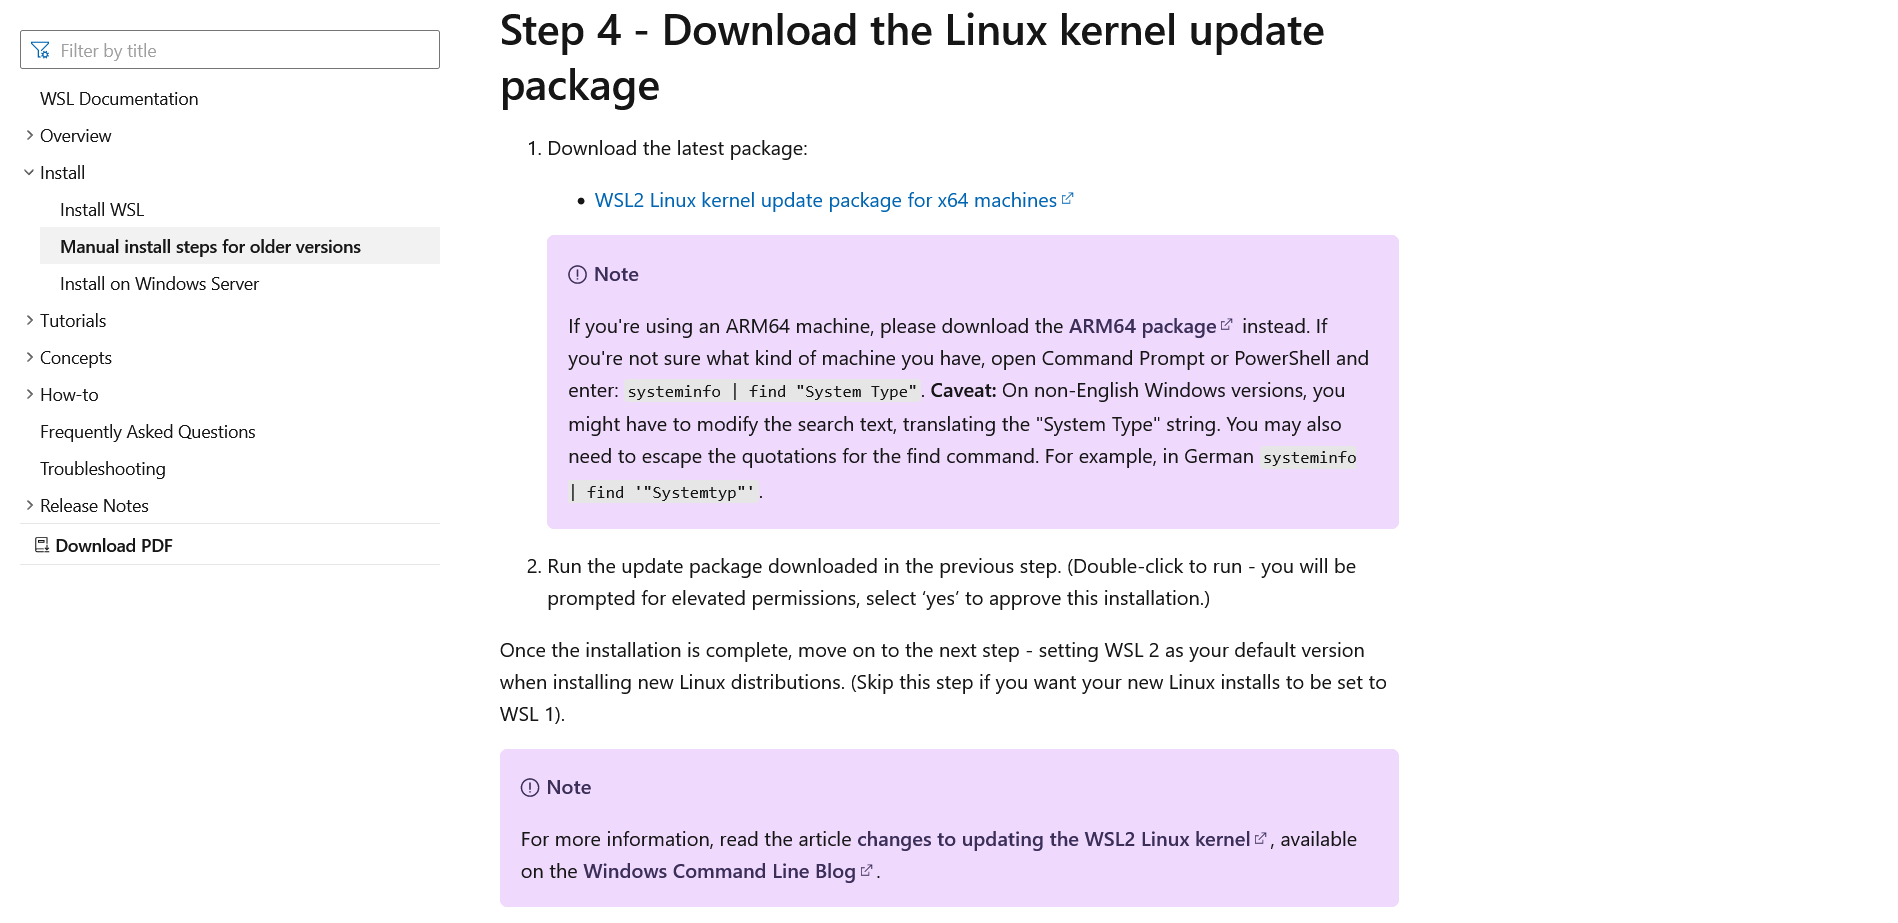 Filter by title
WSL Documentation
Overview
Install
Install WSL
Manual install steps for older versions
Install on Windows Server
Tutorials
Concepts
How-to
Frequently Asked Questions
Troubleshooting
Release Notes
Download PDF
Step 4 - Download the Linux kernel update
package
1. Download the latest package:
• WSL2 Linux kernel update package for x64 machines
Note
If you're using an ARM64 machine, please download the ARM64 package instead. If
you're not sure what kind of machine you have, open Command Prompt or PowerShell and
enter: systeminfo | find "System Type". Caveat: On non-English Windows versions, you
might have to modify the search text, translating the "System Type" string. You may also
need to escape the quotations for the find command. For example, in German systeminfo
| find '"Systemtyp"'.
2. Run the update package downloaded in the previous step. (Double-click to run - you will be
prompted for elevated permissions, select ‘yes’ to approve this installation.)
Once the installation is complete, move on to the next step - setting WSL 2 as your default version
when installing new Linux distributions. (Skip this step if you want your new Linux installs to be set to
WSL 1).
Note
For more information, read the article changes to updating the WSL2 Linux kernel, available
on the Windows Command Line Blog.